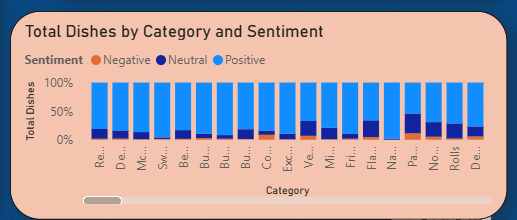 Total Dishes by Category and Sentiment
Sentiment Negative Neutral Positive
Total Dishes
100%
50%
0%
Re...
De...
Mc...
Sw...
Be...
Bu...
Bu...
Bu...
Co...
Exc...
Ve...
Mi...
Fri...
Fla...
Na...
Pa...
No...
Rolls
De...
Category